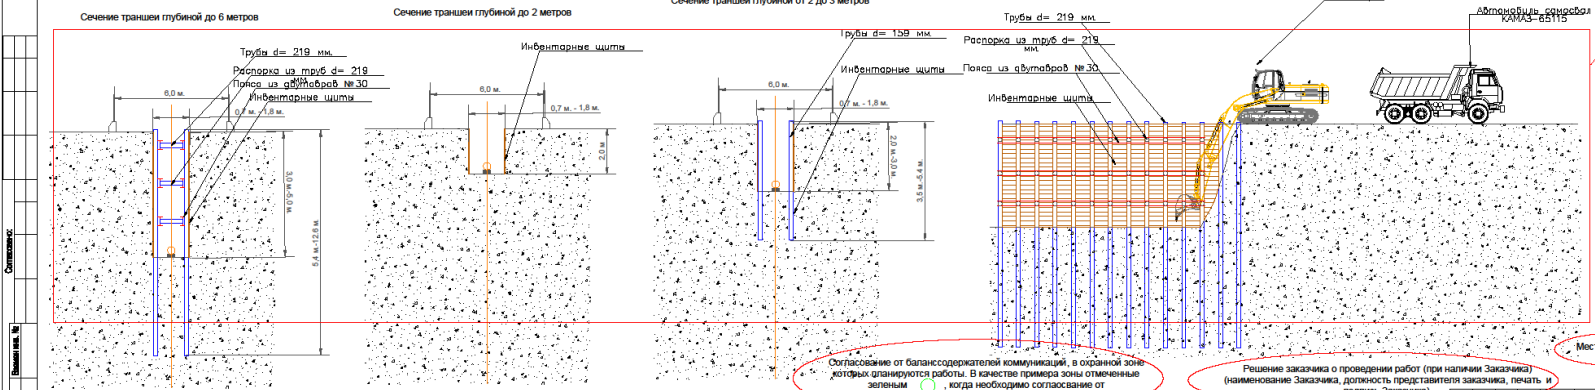 Сечение траншеи глубиной до 6 метров
Сечение траншеи глубиной до 2 метров
Сечение траншеи глубиной от 2 до 3 метров
Трубы d= 219 мм.
Распорка из труб d= 219
мм.
Пояса из двутавров №30
Инвентарные щиты
6,0 м.
0,7 м. - 1,8 м.
3,0 м-5,0 м.
5,4 м.-12,6 м.
Инвентарные щиты
6,0 м.
0,7 м. - 1,8 м.
2,0 м.
Трубы d= 159 мм.
Инвентарные щиты
6,0 м.
0,7 м. - 1,8 м.
2,0 м.-3,0 м.
3,5 м.-5,4 м.
Трубы d= 219 мм.
Распорка из труб d= 219
мм.
Пояса из двутавров №30
Инвентарные щиты
Автомобиль самосвал
КАМАЗ-65115
Согласовано:
Взамен инв. №
Согласование от баланссодержателей коммуникаций, в охранной зоне
которых планируются работы. В качестве примера зоны отмеченные
зеленым , когда необходимо согласование от
Решение заказчика о проведении работ (при наличии Заказчика)
(наименование Заказчика, должность представителя заказчика, печать и
Мес